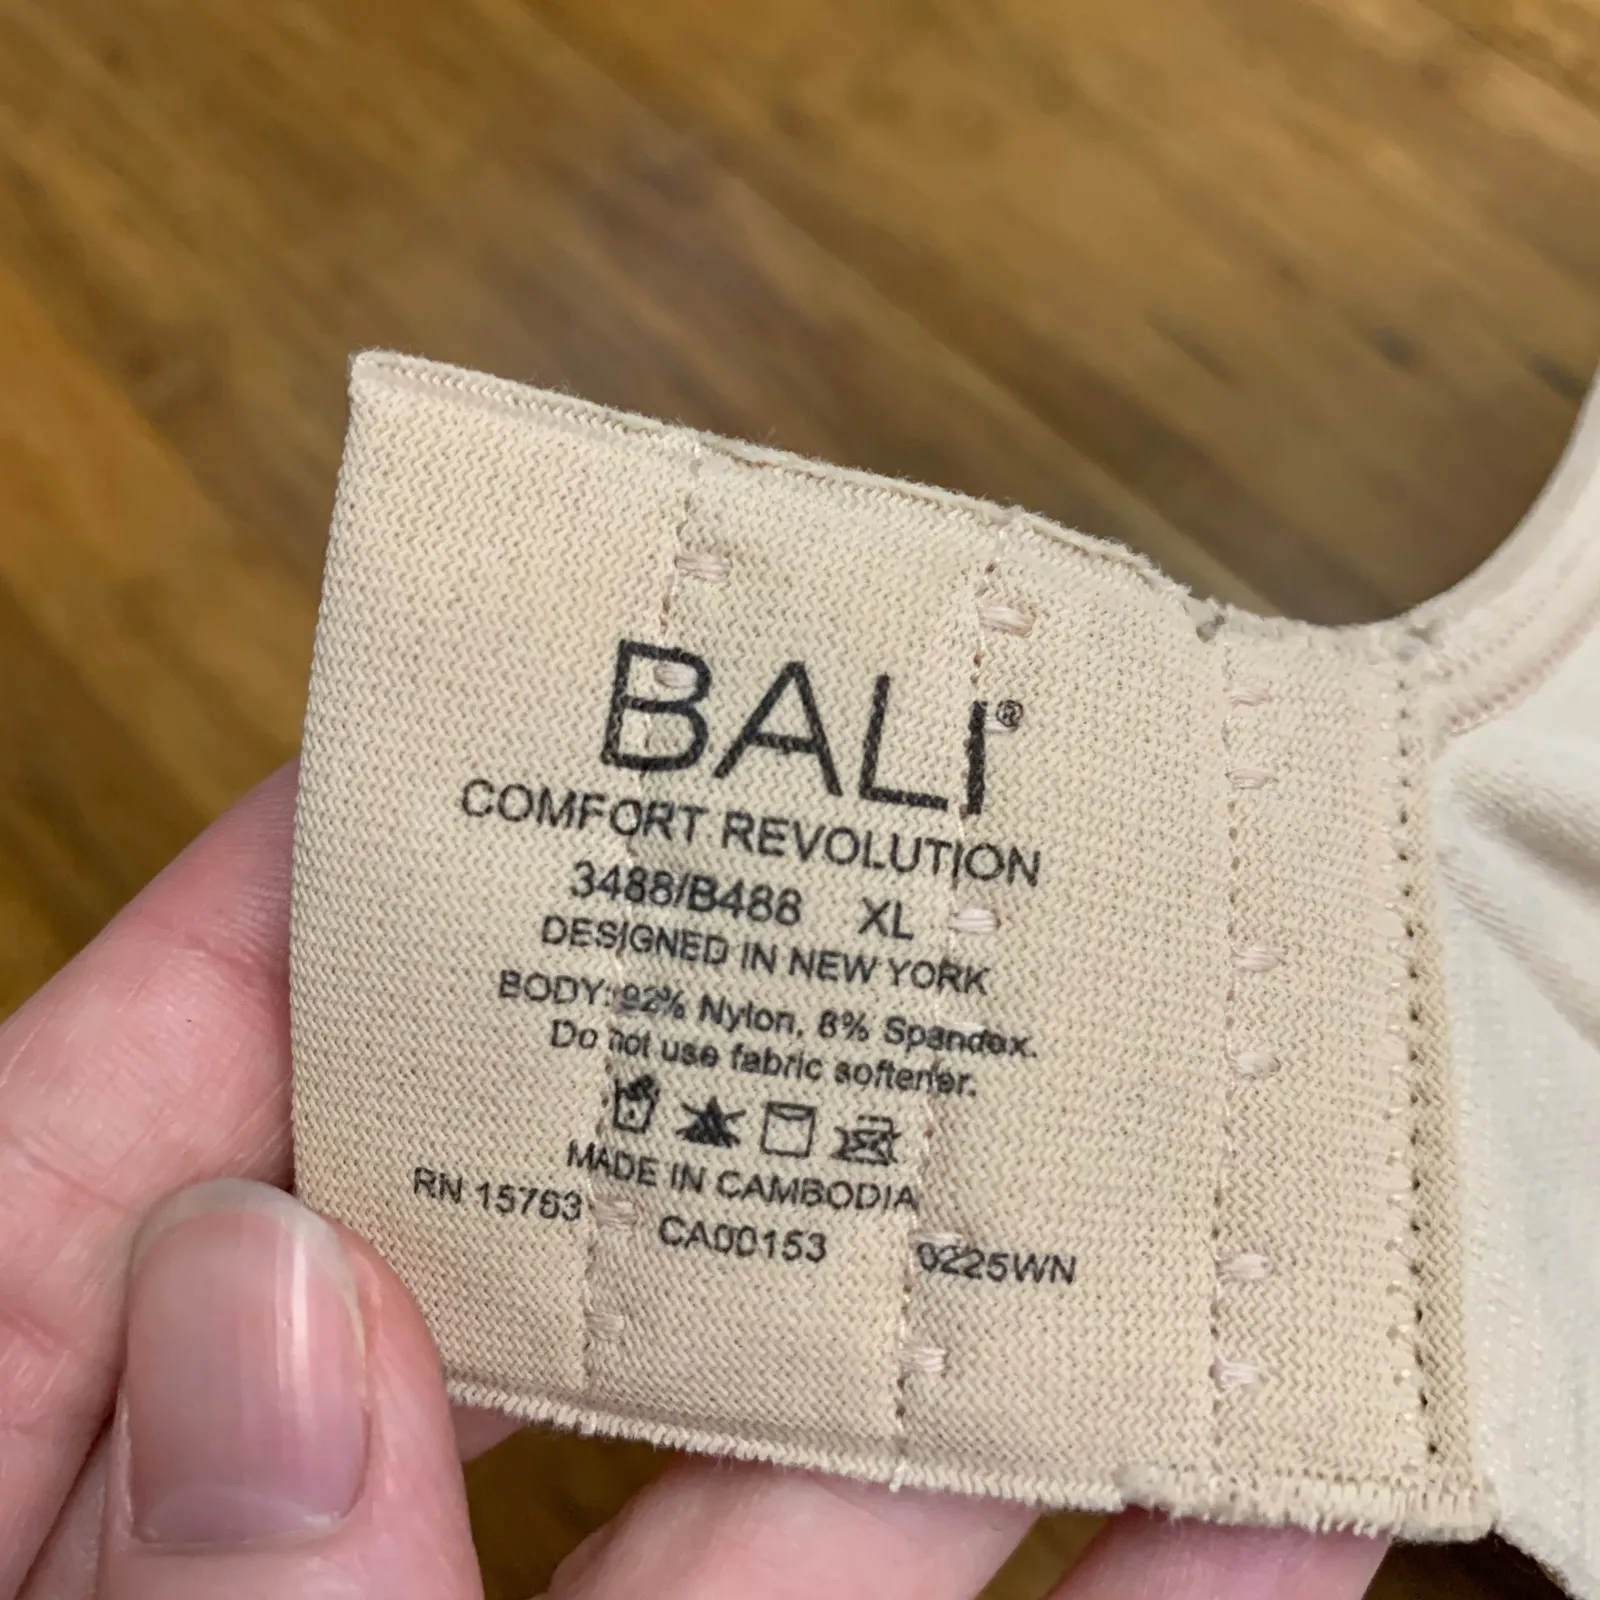 BALI®
COMFORT REVOLUTION
3488/B488 XL
DESIGNED IN NEW YORK
BODY: 92% Nylon, 8% Spandex.
Do not use fabric softener.
MADE IN CAMBODIA
RN 15763 CA00153 0225WN